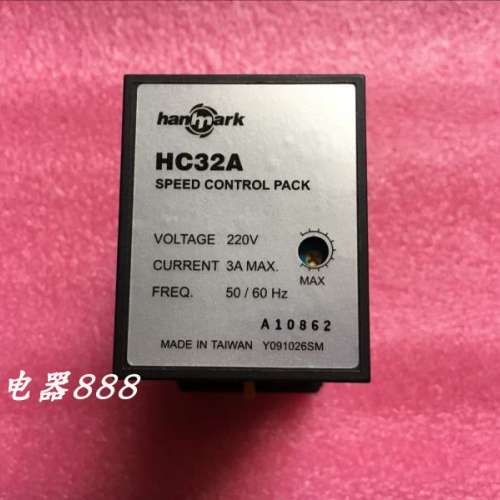 hanmark
HC32A
SPEED CONTROL PACK
VOLTAGE 220V
CURRENT 3A MAX.
FREQ. 50 / 60 Hz
MAX
A10862
MADE IN TAIWAN Y091026SM
电器888